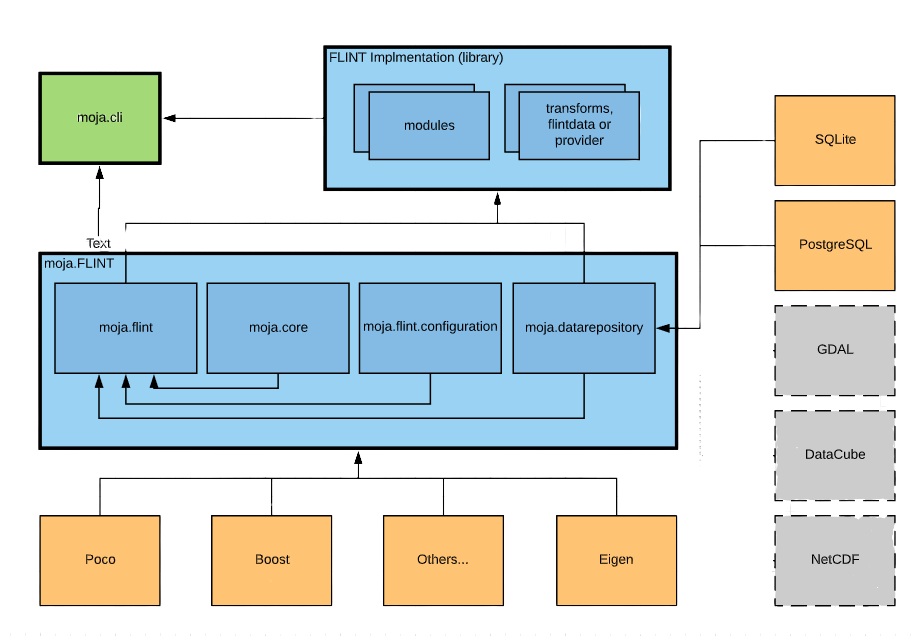 FLINT Implmentation (library)
moja.cli
modules
transforms,
flintdata or
provider
SQLite
PostgreSQL
Text
moja.FLINT
moja.flint
moja.core
moja.flint.configuration
moja.datarepository
GDAL
DataCube
Poco
Boost
Others...
Eigen
NetCDF